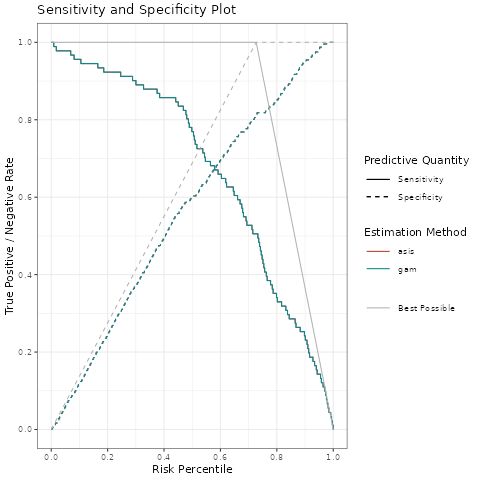 Sensitivity and Specificity Plot
1.0
0.8
0.6
0.4
0.2
0.0
True Positive / Negative Rate
0.0 0.2 0.4 0.6 0.8 1.0
Risk Percentile
Predictive Quantity
Sensitivity
Specificity
Estimation Method
asis
gam
Best Possible